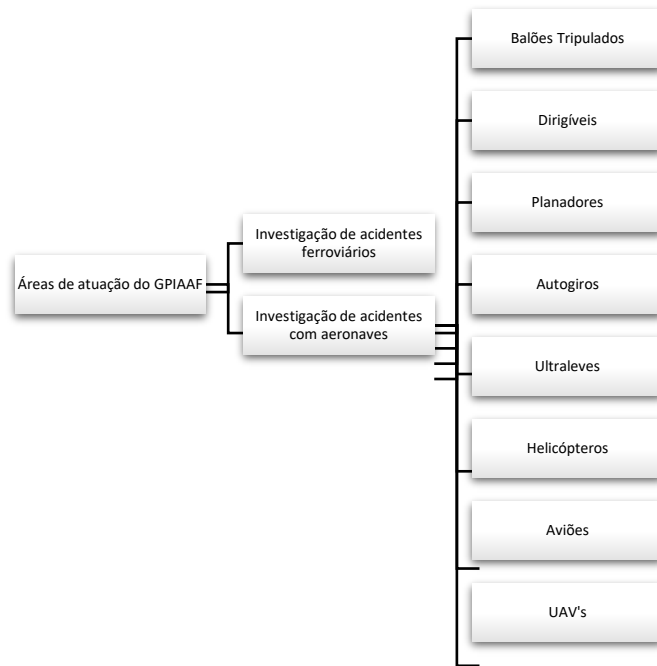 Áreas de atuação do GPIAÁF
Investigação de acidentes
ferroviários
Investigação de acidentes
com aeronaves
Balões Tripulados
Dirigíveis
Planadores
Autogiros
Ultraleves
Helicópteros
Aviões
UAV's